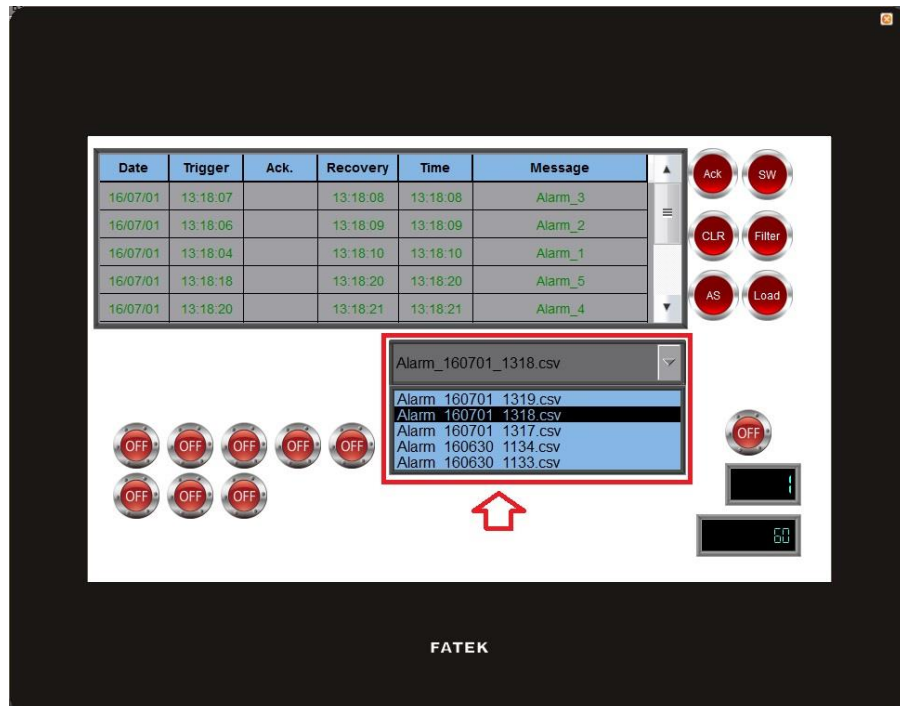 Date Trigger Ack. Recovery Time Message
16/07/01 13:18:07 13:18:08 13:18:08 Alarm_3
16/07/01 13:18:06 13:18:09 13:18:09 Alarm_2
16/07/01 13:18:04 13:18:10 13:18:10 Alarm_1
16/07/01 13:18:18 13:18:20 13:18:20 Alarm_5
16/07/01 13:18:20 13:18:21 13:18:21 Alarm_4
Ack SW
CLR Filter
AS Load
Alarm_160701_1318.csv
Alarm_160701_1319.csv
Alarm_160701_1318.csv
Alarm_160701_1317.csv
Alarm_160630_1134.csv
Alarm_160630_1133.csv
OFF OFF OFF OFF OFF
OFF OFF OFF
OFF
1
60
FATEK